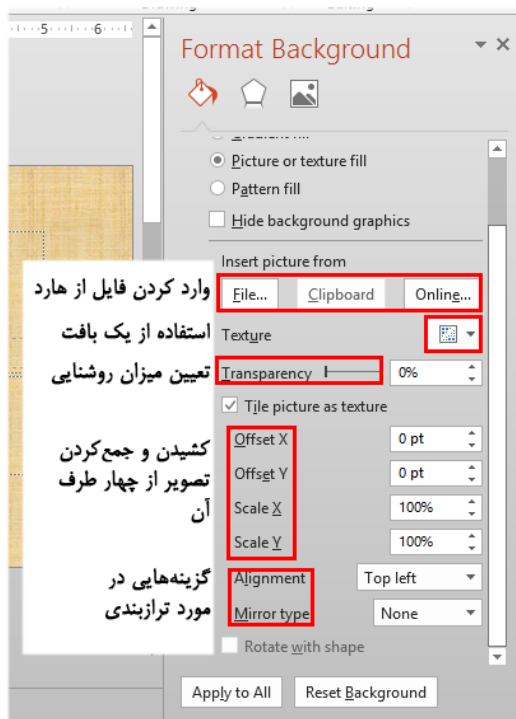 5 6
Format Background
Picture or texture fill
Pattern fill
Hide background graphics
Insert picture from
وارد کردن فایل از هارد
File... Clipboard Online...
استفاده از یک بافت
Texture
تعیین میزان روشنایی
Transparency 0%
Tile picture as texture
کشیدن و جمع‌کردن
تصویر از چهار طرف
آن
Offset X 0 pt
Offset Y 0 pt
Scale X 100%
Scale Y 100%
گزینه‌هایی در
مورد ترازبندی
Alignment Top left
Mirror type None
Rotate with shape
Apply to All Reset Background